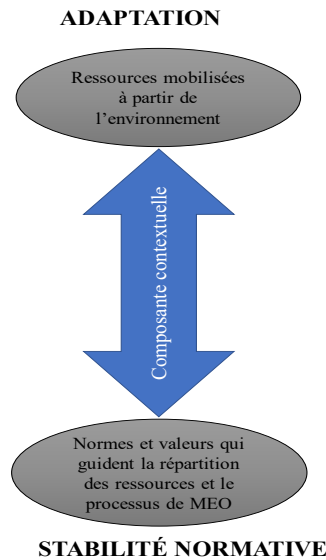 ADAPTATION
Ressources mobilisées
à partir de
l'environnement
Composante contextuelle
Normes et valeurs qui
guident la répartition
des ressources et le
processus de MEO
STABILITÉ NORMATIVE